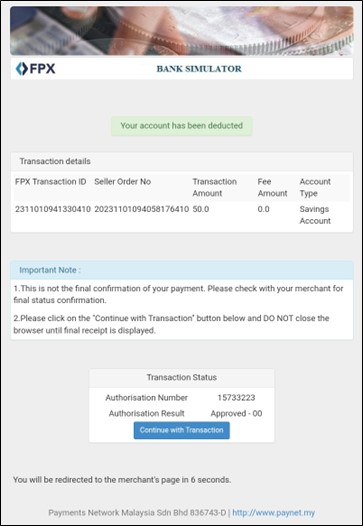 FPX
BANK SIMULATOR
Your account has been deducted
Transaction details
FPX Transaction ID Seller Order No Transaction Amount Fee Amount Account Type
2311010941330410 20231101094058176410 50.0 0.0 Savings Account
Important Note :
1.This is not the final confirmation of your payment. Please check with your merchant for
final status confirmation.
2.Please click on the "Continue with Transaction" button below and DO NOT close the
browser until final receipt is displayed.
Transaction Status
Authorisation Number 15733223
Authorisation Result Approved - 00
Continue with Transaction
You will be redirected to the merchant's page in 6 seconds.
Payments Network Malaysia Sdn Bhd 836743-D | http://www.paynet.my